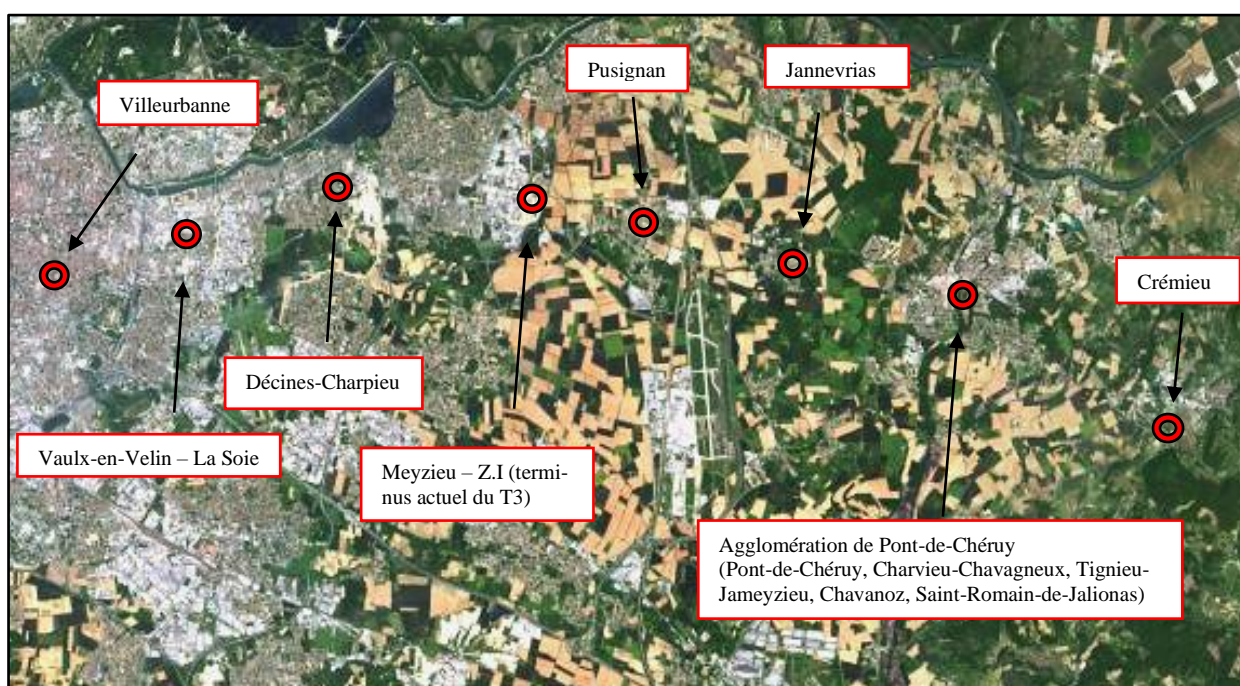 Pusignan
Jannevrias
Villeurbanne
Crémieu
Décines-Charpieu
Vaulx-en-Velin – La Soie
Meyzieu – Z.I (termi-
nus actuel du T3)
Agglomération de Pont-de-Chéruy
(Pont-de-Chéruy, Charvieu-Chavagneux, Tignieu-
Jameyzieu, Chavanoz, Saint-Romain-de-Jalionas)